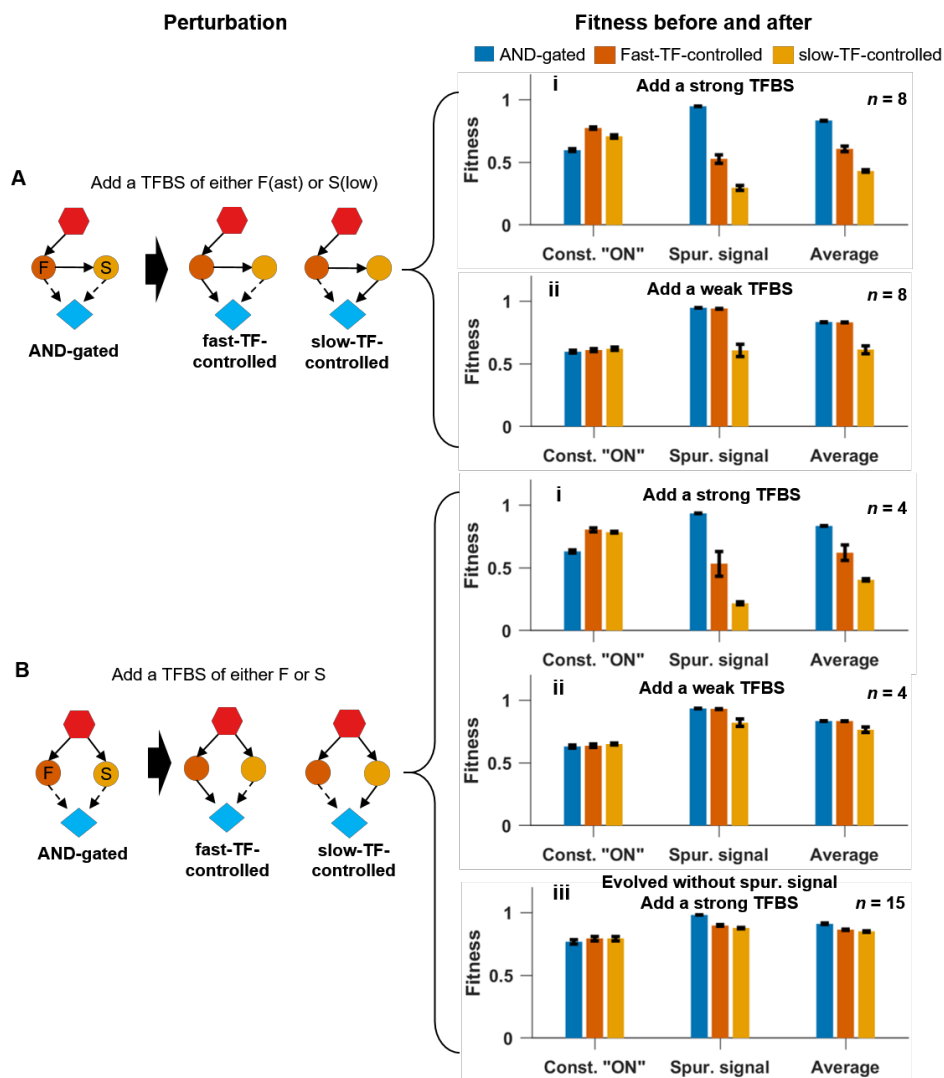 Perturbation
Fitness before and after
AND-gated Fast-TF-controlled slow-TF-controlled
A
Add a TFBS of either F(ast) or S(low)
F S
AND-gated
fast-TF-
controlled
slow-TF-
controlled
i
Add a strong TFBS
n = 8
Fitness
1
0.5
0
Const. "ON" Spur. signal Average
ii
Add a weak TFBS
n = 8
Fitness
1
0.5
0
Const. "ON" Spur. signal Average
B
Add a TFBS of either F or S
F S
AND-gated
fast-TF-
controlled
slow-TF-
controlled
i
Add a strong TFBS
n = 4
Fitness
1
0.5
0
Const. "ON" Spur. signal Average
ii
Add a weak TFBS
n = 4
Fitness
1
0.5
0
Const. "ON" Spur. signal Average
Evolved without spur. signal
iii
Add a strong TFBS
n = 15
Fitness
1
0.5
0
Const. "ON" Spur. signal Average